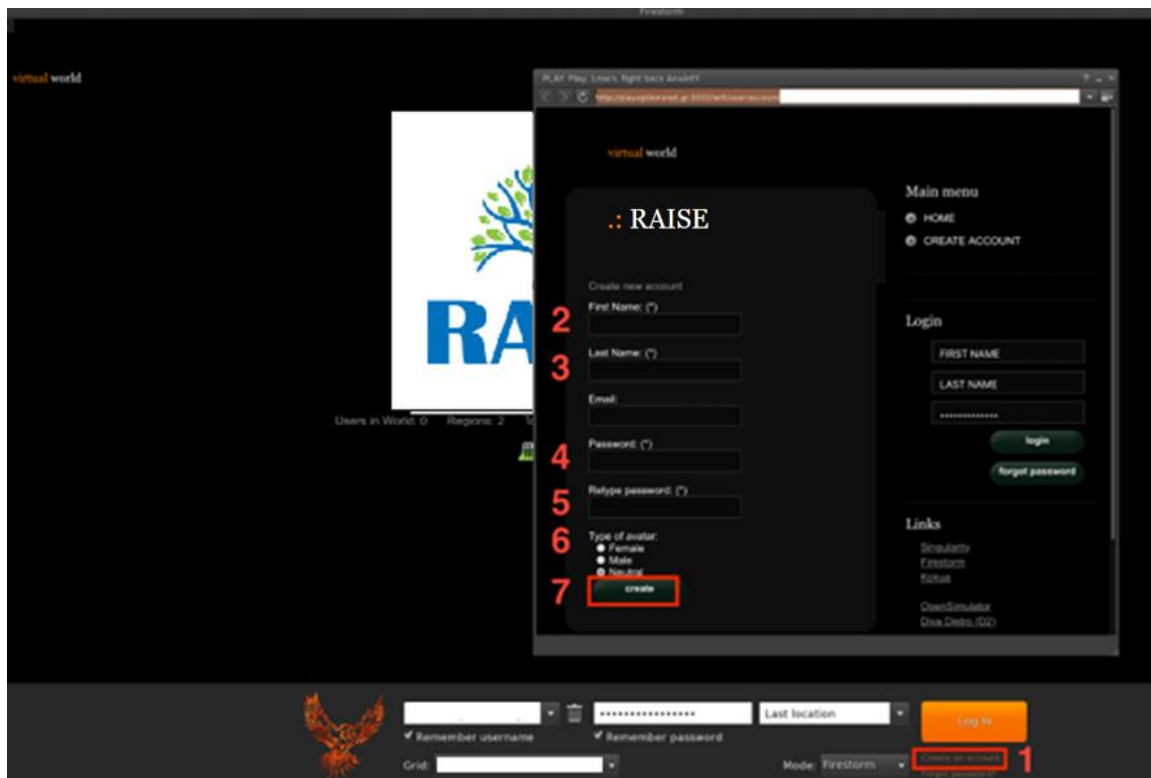 Firestorm
virtual world
PLAY Play, Learn, fight back AnxietY
? _ ×
virtual world
.: RAISE
Create new account
First Name: (*)
2
Last Name: (*)
3
Email:
Password: (*)
4
Retype password: (*)
5
Type of avatar:
6
Female
Male
Neutral
7
create
Main menu
HOME
CREATE ACCOUNT
Login
FIRST NAME
LAST NAME
•••••••••••••
login
forgot password
Links
Singularity
Firestorm
Kokua
OpenSimulator
Diva Distro (D2)
RA
Users in World: 0 Regions: 2
••••••••••••••••
Last location
Log In
Remember username
Remember password
Grid:
Mode: Firestorm
Create an account
1